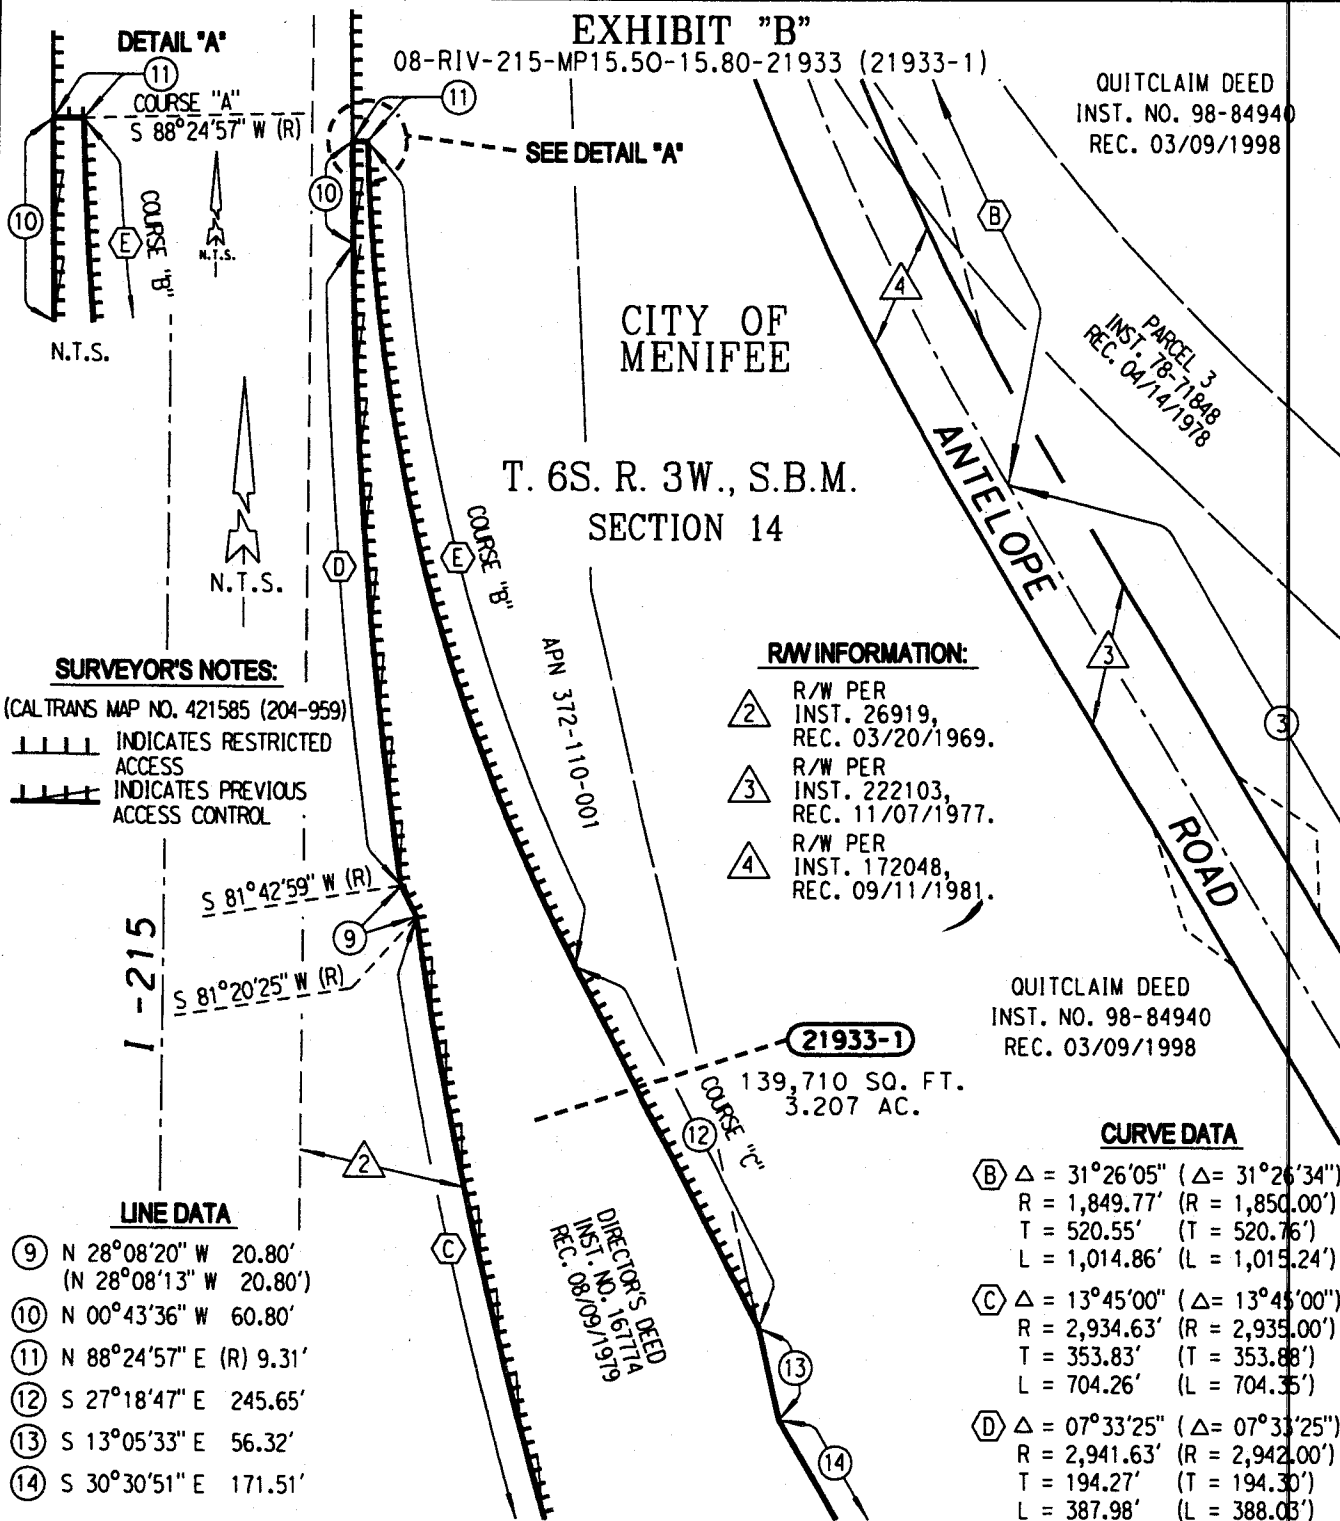 EXHIBIT "B"
08-RIV-215-MP15.50-15.80-21933 (21933-1)
DETAIL "A"
11
COURSE "A"
S 88°24'57" W (R)
10
E
COURSE "B"
N.T.S.
N.T.S.
11
SEE DETAIL "A"
10
QUITCLAIM DEED
INST. NO. 98-84940
REC. 03/09/1998
B
4
CITY OF
MENIFEE
PARCEL 3
INST. 78-71848
REC. 04/14/1978
T. 6S. R. 3W., S.B.M.
SECTION 14
ANTELOPE
ROAD
N.T.S.
D
E
COURSE "B"
APN 372-110-001
3
3
SURVEYOR'S NOTES:
(CALTRANS MAP NO. 421585 (204-959)
INDICATES RESTRICTED
ACCESS
INDICATES PREVIOUS
ACCESS CONTROL
R/W INFORMATION:
2
R/W PER
INST. 26919,
REC. 03/20/1969.
3
R/W PER
INST. 222103,
REC. 11/07/1977.
4
R/W PER
INST. 172048,
REC. 09/11/1981.
S 81°42'59" W (R)
9
S 81°20'25" W (R)
I-215
QUITCLAIM DEED
INST. NO. 98-84940
REC. 03/09/1998
21933-1
139,710 SQ. FT.
3.207 AC.
12
COURSE "C"
2
C
DIRECTOR'S DEED
INST. NO. 167774
REC. 08/09/1979
13
14
LINE DATA
9 N 28°08'20" W 20.80'
(N 28°08'13" W 20.80')
10 N 00°43'36" W 60.80'
11 N 88°24'57" E (R) 9.31'
12 S 27°18'47" E 245.65'
13 S 13°05'33" E 56.32'
14 S 30°30'51" E 171.51'
CURVE DATA
B Δ = 31°26'05" (Δ= 31°26'34")
R = 1,849.77' (R = 1,850.00')
T = 520.55' (T = 520.76')
L = 1,014.86' (L = 1,015.24')
C Δ = 13°45'00" (Δ= 13°45'00")
R = 2,934.63' (R = 2,935.00')
T = 353.83' (T = 353.88')
L = 704.26' (L = 704.35')
D Δ = 07°33'25" (Δ= 07°33'25")
R = 2,941.63' (R = 2,942.00')
T = 194.27' (T = 194.30')
L = 387.98' (L = 388.03')